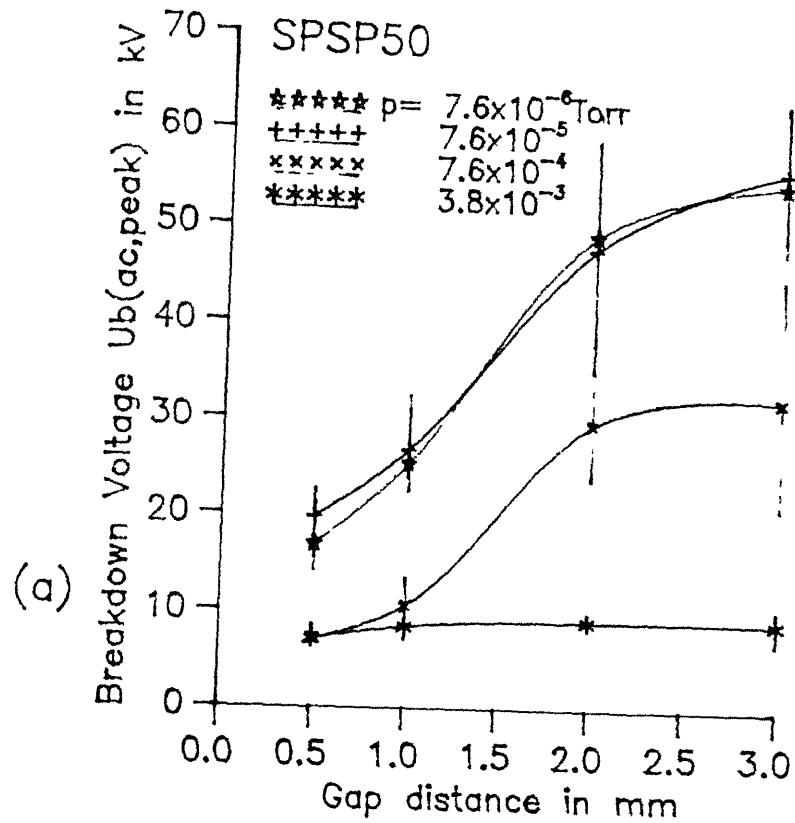 SPSP50
p= 7.6x10⁻⁶Torr
7.6x10⁻⁵
7.6x10⁻⁴
3.8x10⁻³
Breakdown Voltage Ub(ac,peak) in kV
70
60
50
40
30
20
10
0
(a)
0.0 0.5 1.0 1.5 2.0 2.5 3.0
Gap distance in mm